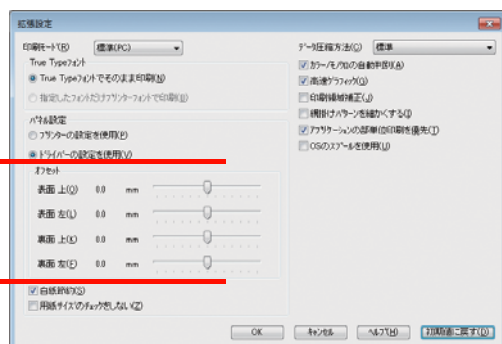 拡張設定
印刷モード(R) 標準(PC)
True Typeフォント
True Typeフォントでそのまま印刷(N)
指定したフォントだけプリンターフォントで印刷(B)
パネル設定
プリンターの設定を使用(P)
ドライバーの設定を使用(V)
オフセット
表面 上(O) 0.0 mm
表面 左(L) 0.0 mm
裏面 上(K) 0.0 mm
裏面 左(F) 0.0 mm
白紙節約(S)
用紙サイズのチェックをしない(Z)
データ圧縮方法(C) 標準
カラー/モノクロの自動判別(A)
高速グラフィック(G)
印刷領域補正(J)
網掛けパターンを細かくする(I)
アプリケーションの部単位印刷を優先(T)
OSのスプールを使用(U)
OK キャンセル ヘルプ(H) 初期値に戻す(D)